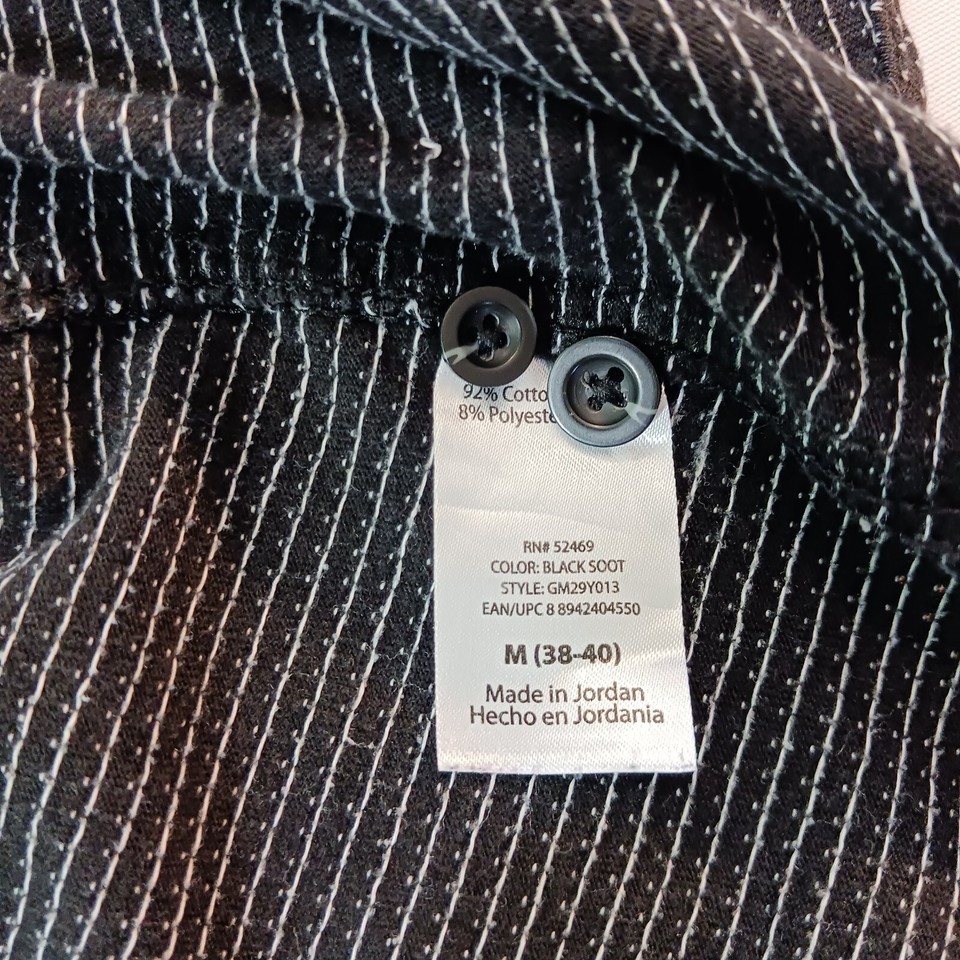 92% Cotto
8% Polyeste
RN# 52469
COLOR: BLACK SOOT
STYLE: GM29Y013
EAN/UPC 8 8942404550
M (38-40)
Made in Jordan
Hecho en Jordania